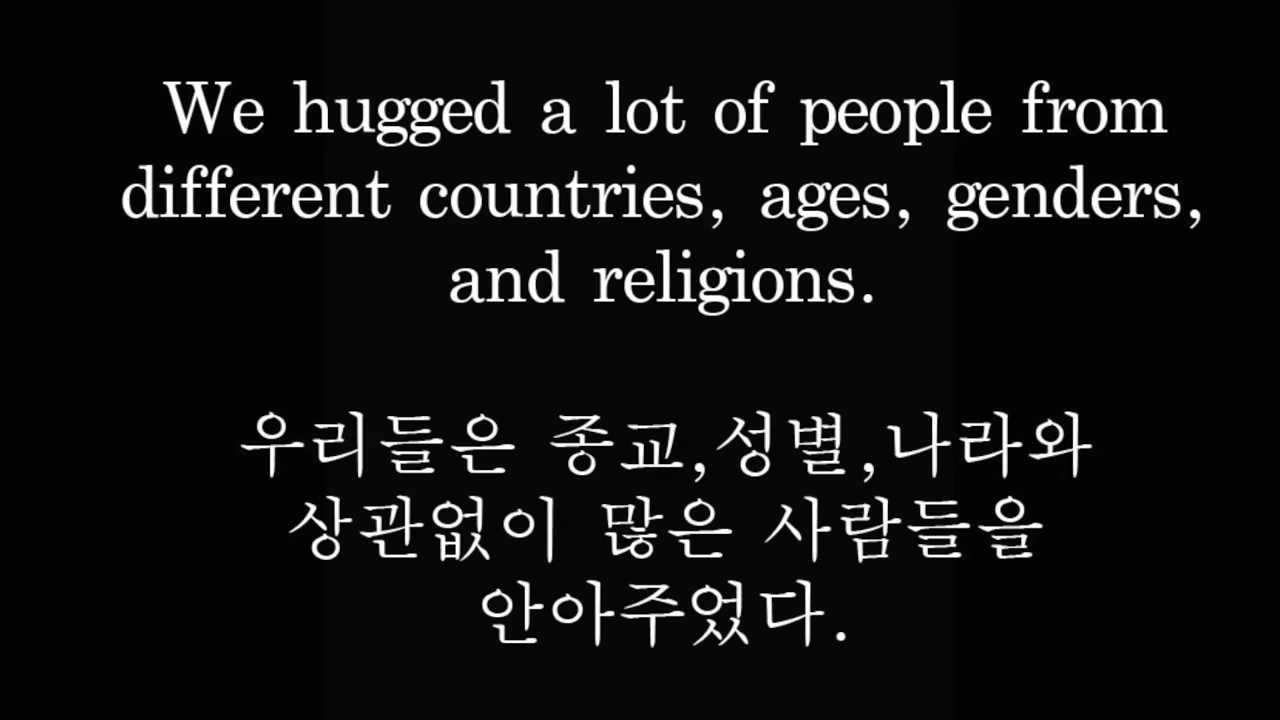 We hugged a lot of people from
different countries, ages, genders,
and religions.
우리들은 종교,성별,나라와
상관없이 많은 사람들을
안아주었다.